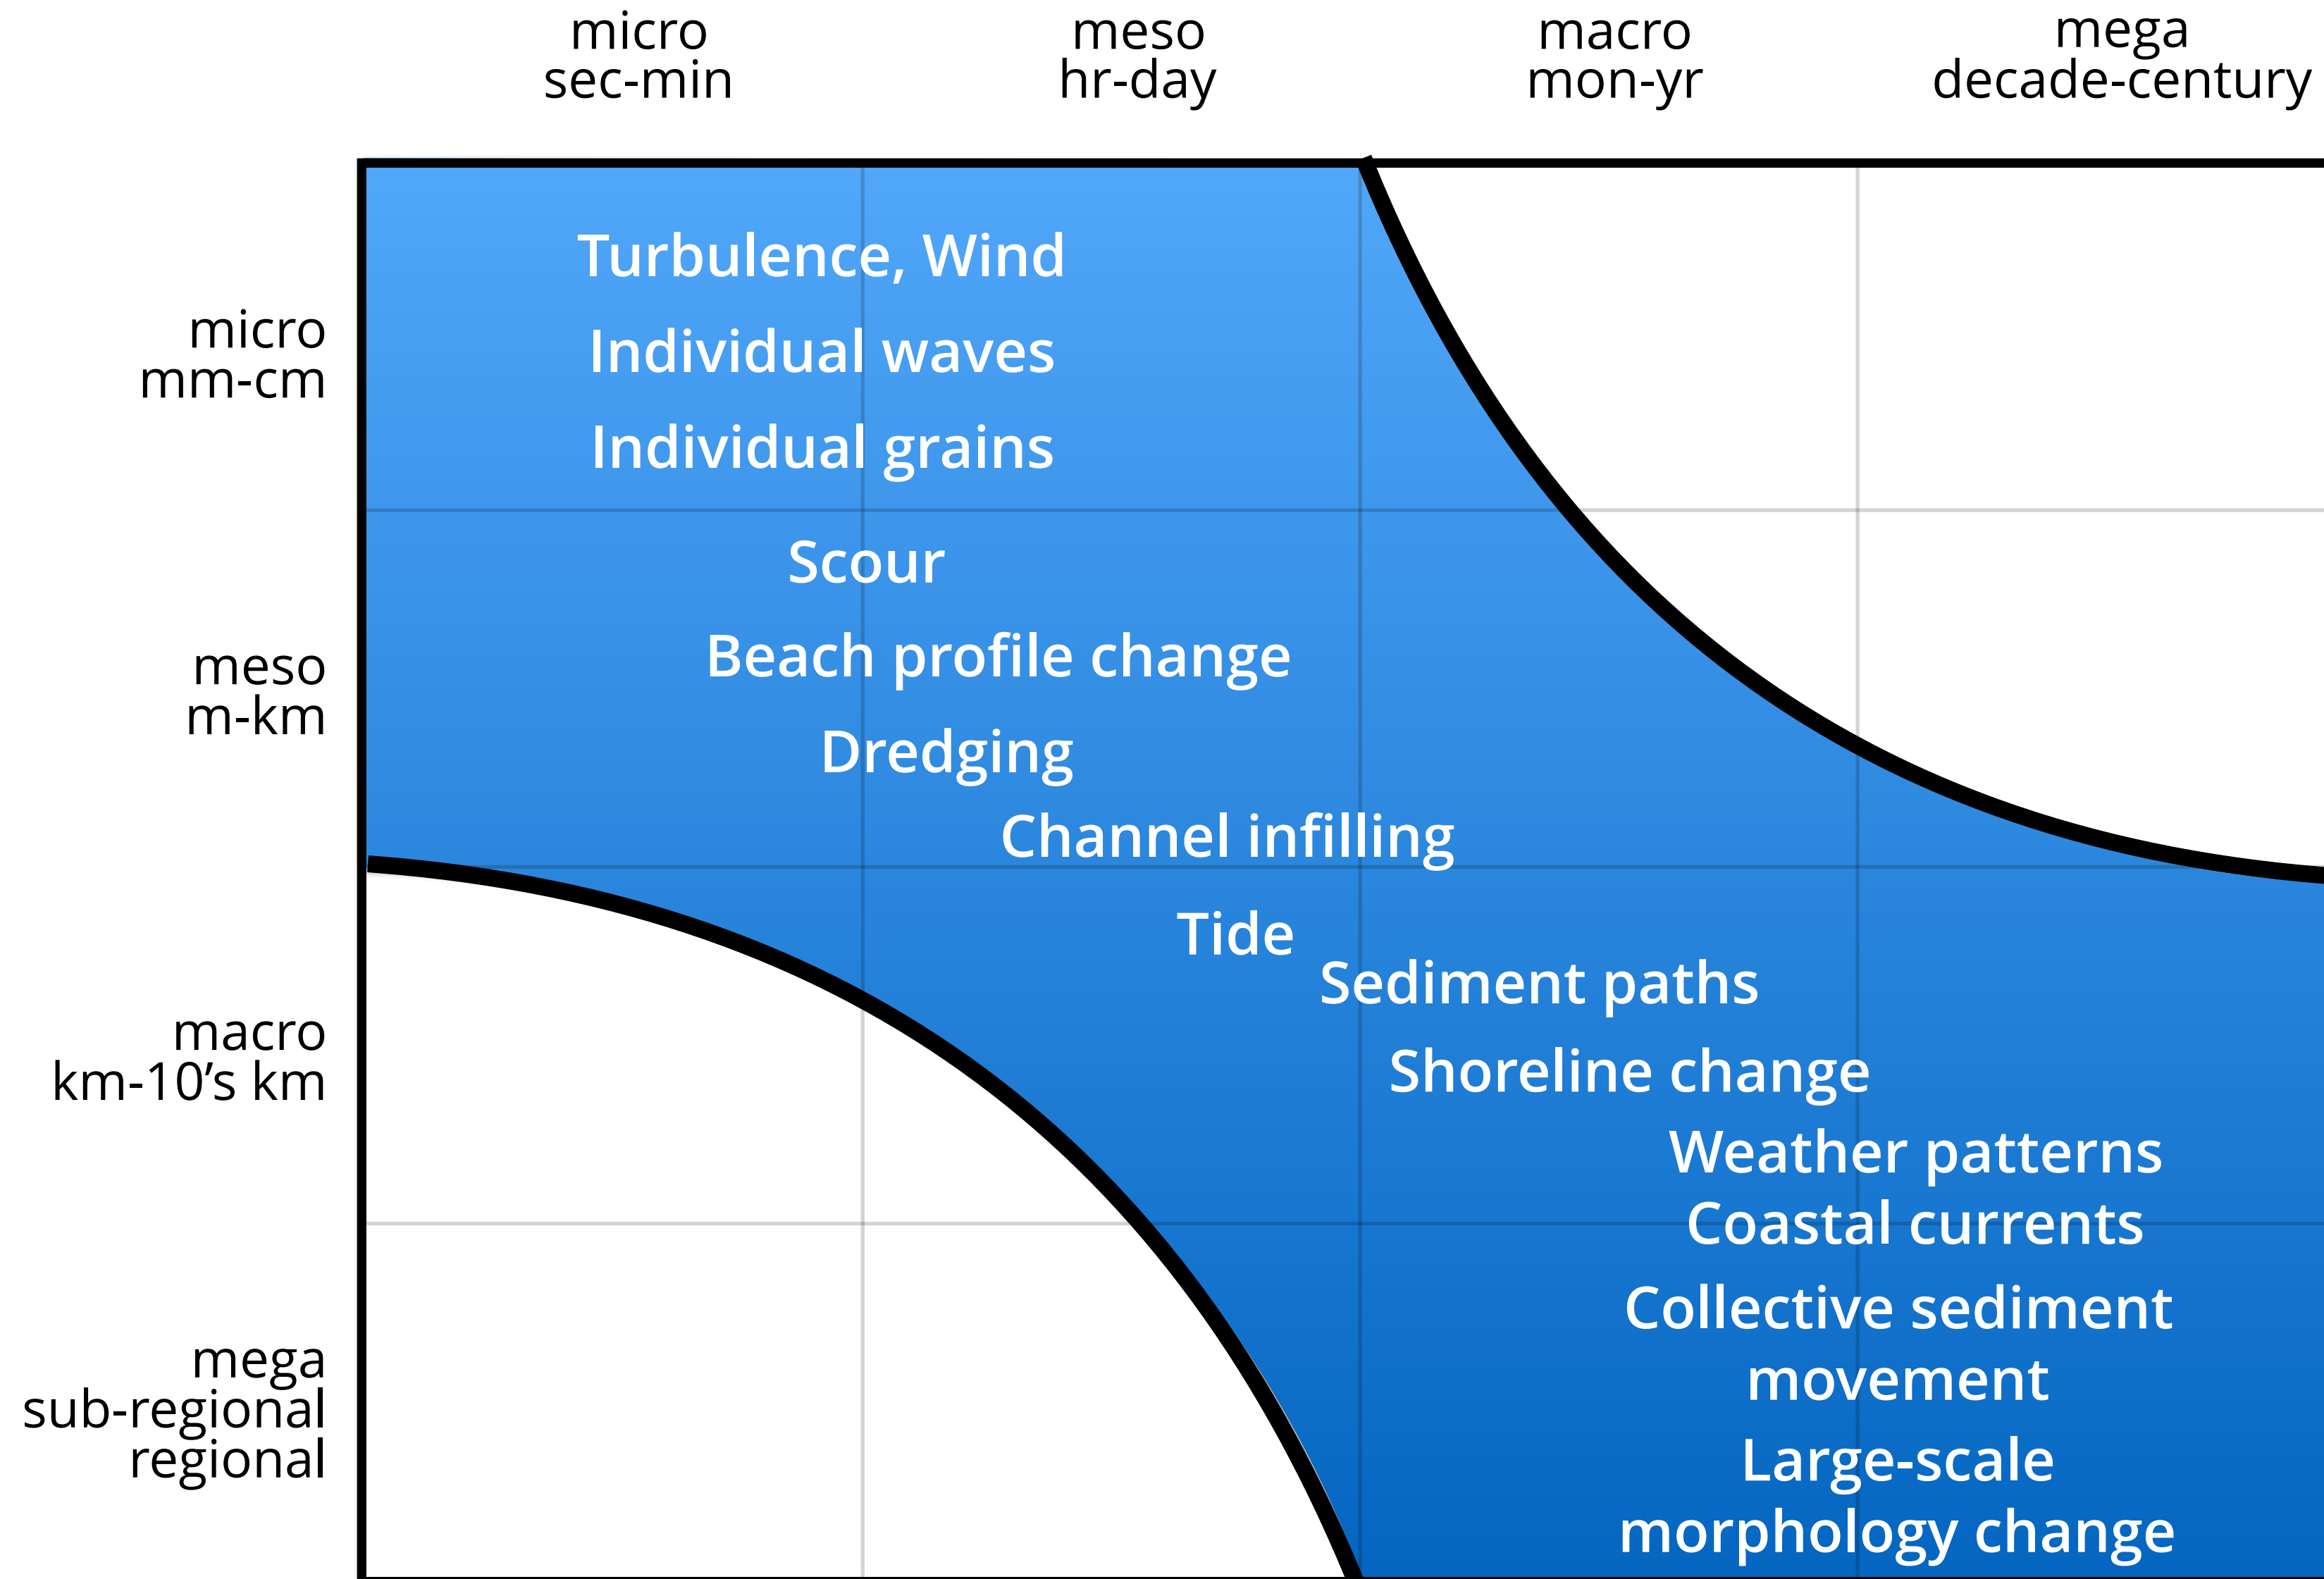 micro
sec-min
meso
hr-day
macro
mon-yr
mega
decade-century
micro
mm-cm
meso
m-km
macro
km-10’s km
mega
sub-regional
regional
Turbulence, Wind
Individual waves
Individual grains
Scour
Beach profile change
Dredging
Channel infilling
Tide
Sediment paths
Shoreline change
Weather patterns
Coastal currents
Collective sediment
movement
Large-scale
morphology change